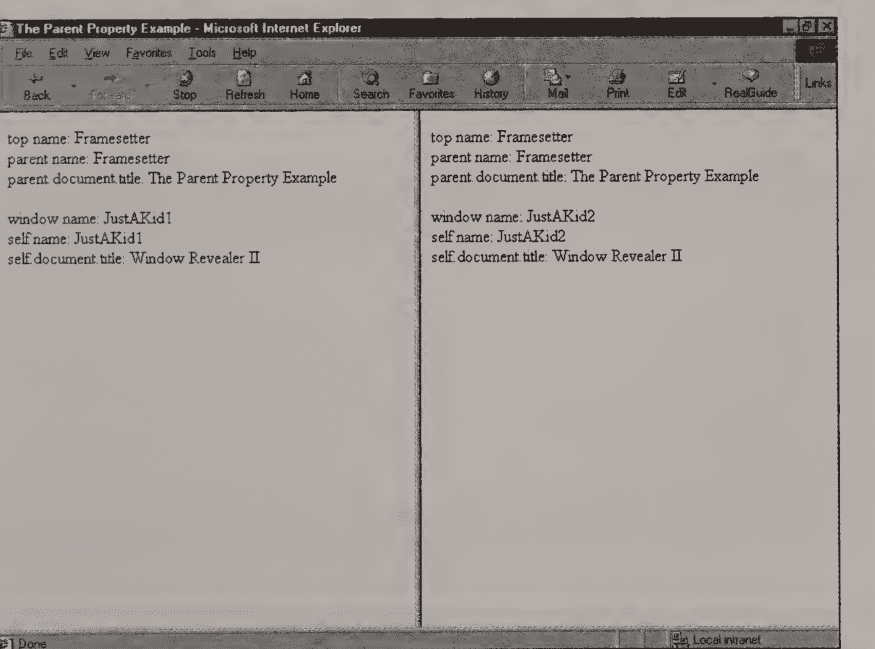 The Parent Property Example - Microsoft Internet Explorer
File Edit View Favorites Tools Help
Back Forward Stop Refresh Home Search Favorites History Mail Print Edit RealGuide Links
top name: Framesetter
parent name: Framesetter
parent document.title: The Parent Property Example
window name: JustAKid1
self name: JustAKid1
self.document.title: Window Revealer II
top name: Framesetter
parent name: Framesetter
parent document.title: The Parent Property Example
window name: JustAKid2
self name: JustAKid2
self.document.title: Window Revealer II
Done
Local intranet